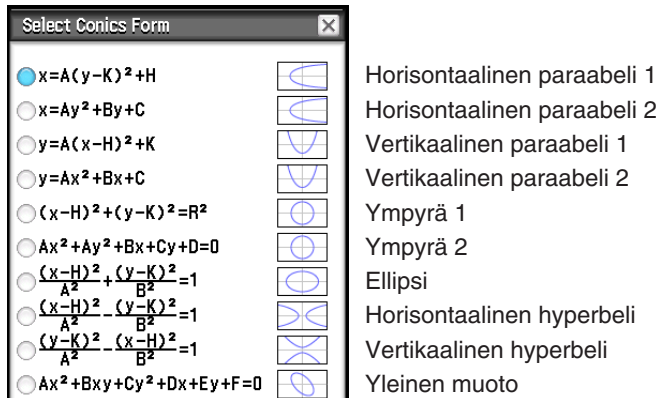 Select Conics Form
x=A(y-K)²+H Horisontaalinen paraabeli 1
x=Ay²+By+C Horisontaalinen paraabeli 2
y=A(x-H)²+K Vertikaalinen paraabeli 1
y=Ax²+Bx+C Vertikaalinen paraabeli 2
(x-H)²+(y-K)²=R² Ympyrä 1
Ax²+Ay²+Bx+Cy+D=0 Ympyrä 2
(x-H)²/A²+(y-K)²/B²=1 Ellipsi
(x-H)²/A²-(y-K)²/B²=1 Horisontaalinen hyperbeli
(y-K)²/A²-(x-H)²/B²=1 Vertikaalinen hyperbeli
Ax²+Bxy+Cy²+Dx+Ey+F=0 Yleinen muoto